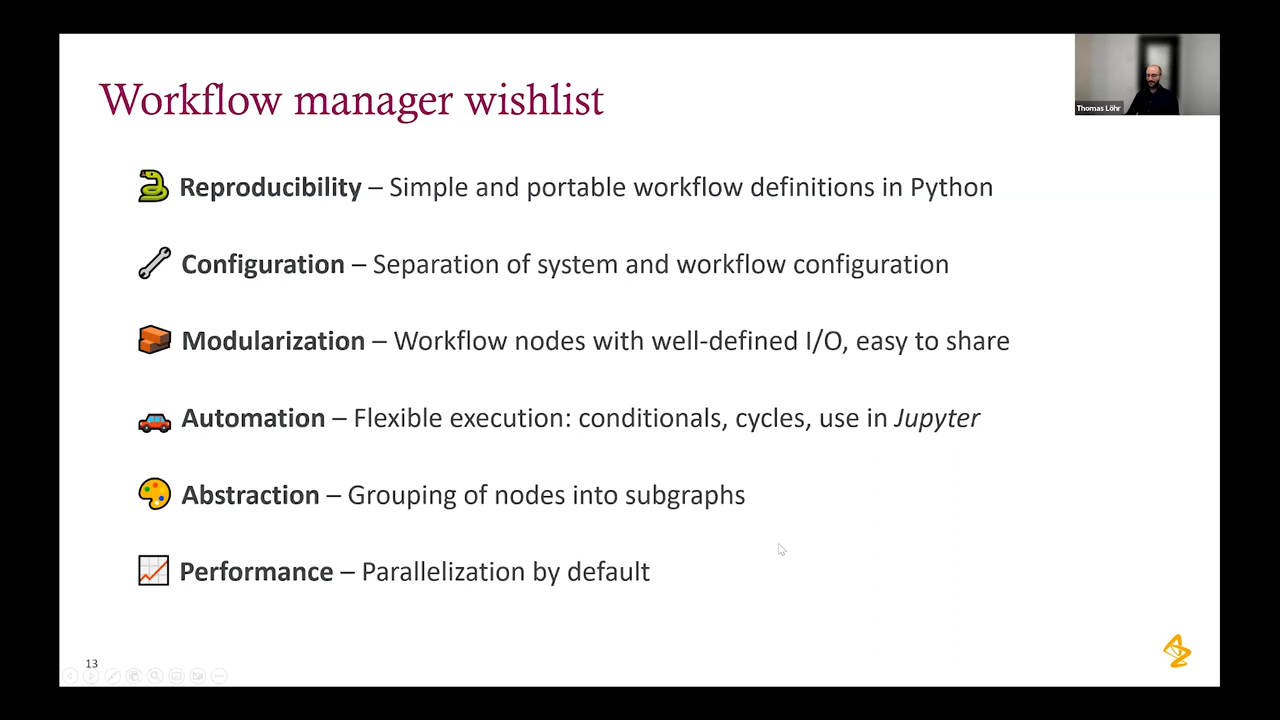 Workflow manager wishlist
Thomas Löhr
Reproducibility – Simple and portable workflow definitions in Python
Configuration – Separation of system and workflow configuration
Modularization – Workflow nodes with well-defined I/O, easy to share
Automation – Flexible execution: conditionals, cycles, use in Jupyter
Abstraction – Grouping of nodes into subgraphs
Performance – Parallelization by default
13